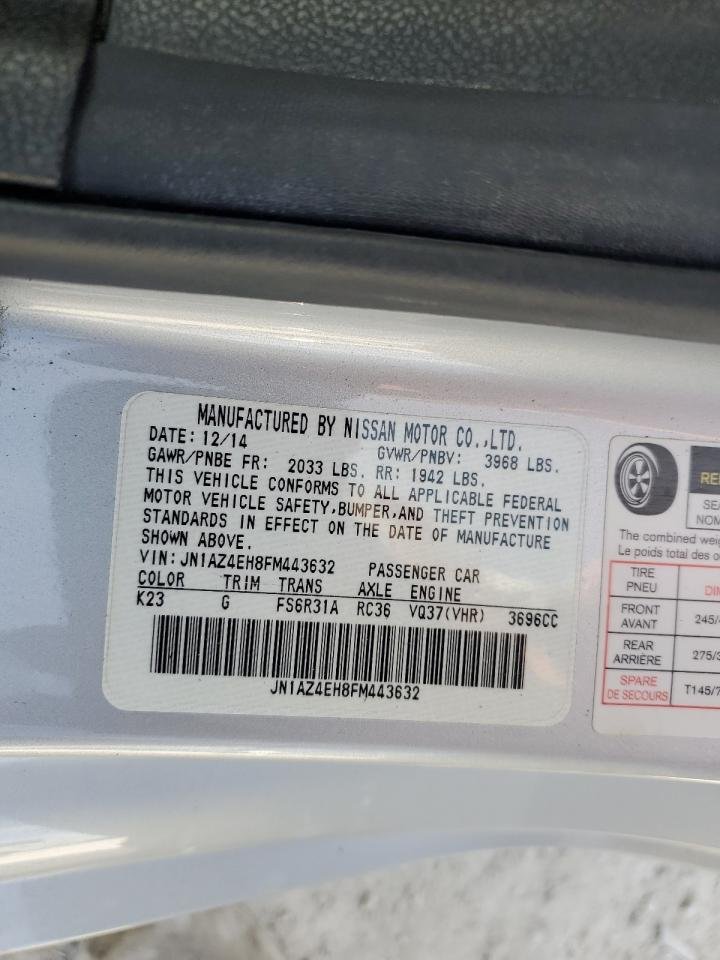 MANUFACTURED BY NISSAN MOTOR CO.,LTD.
DATE: 12/14 GVWR/PNBV: 3968 LBS.
GAWR/PNBE FR: 2033 LBS. RR: 1942 LBS.
THIS VEHICLE CONFORMS TO ALL APPLICABLE FEDERAL
MOTOR VEHICLE SAFETY,BUMPER,AND THEFT PREVENTION
STANDARDS IN EFFECT ON THE DATE OF MANUFACTURE
SHOWN ABOVE.
VIN: JN1AZ4EH8FM443632 PASSENGER CAR
COLOR TRIM TRANS AXLE ENGINE
K23 G FS6R31A RC36 VQ37(VHR) 3696CC
JN1AZ4EH8FM443632
The combined
Le poids total des
TIRE
PNEU
FRONT
AVANT
245/
REAR
ARRIÈRE
275/3
SPARE
DE SECOURS
T145/7